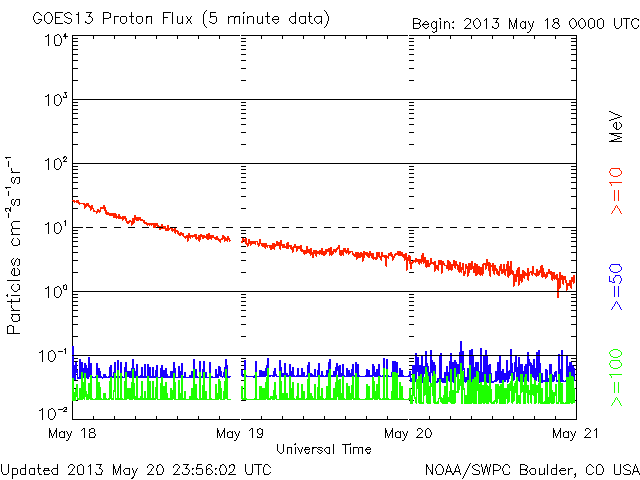 GOES13 Proton Flux (5 minute data)
Begin: 2013 May 18 0000 UTC
Particles cm⁻²s⁻¹sr⁻¹
10⁴
10³
10²
10¹
10⁰
10⁻¹
10⁻²
May 18
May 19
May 20
May 21
Universal Time
MeV
>=10
>=50
>=100
Updated 2013 May 20 23:56:02 UTC
NOAA/SWPC Boulder, CO USA